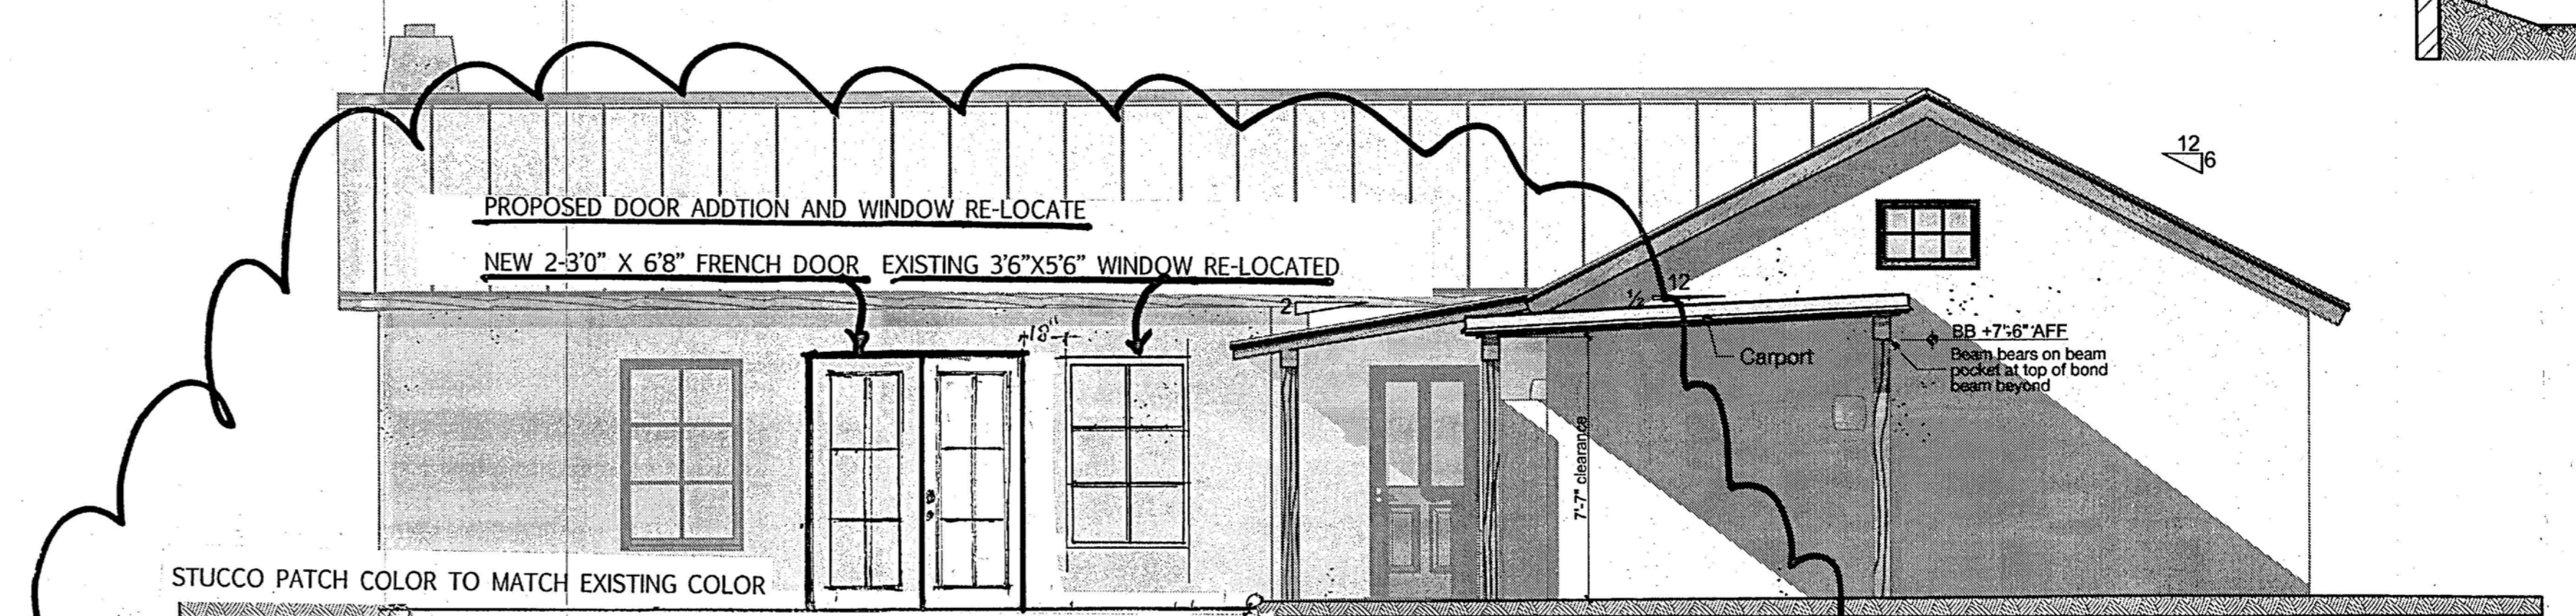 12
6
PROPOSED DOOR ADDTION AND WINDOW RE-LOCATE
NEW 2-3'0" X 6'8" FRENCH DOOR EXISTING 3'6"X5'6" WINDOW RE-LOCATED
2
½
12
18"
Carport
BB +7'-6" AFF
Beam bears on beam
pocket at top of bond
beam beyond
7'-7" clearance
STUCCO PATCH COLOR TO MATCH EXISTING COLOR